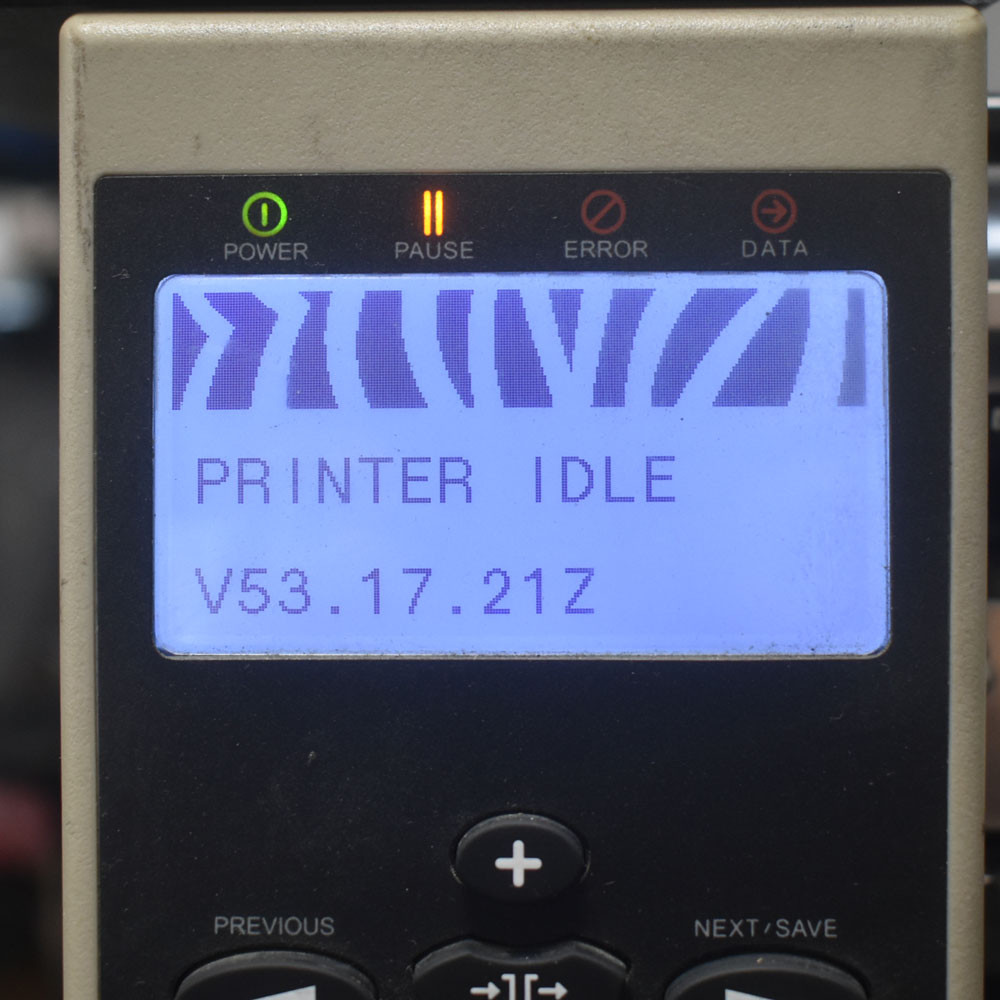 POWER PAUSE ERROR DATA
PRINTER IDLE
V53.17.21Z
PREVIOUS NEXT/SAVE